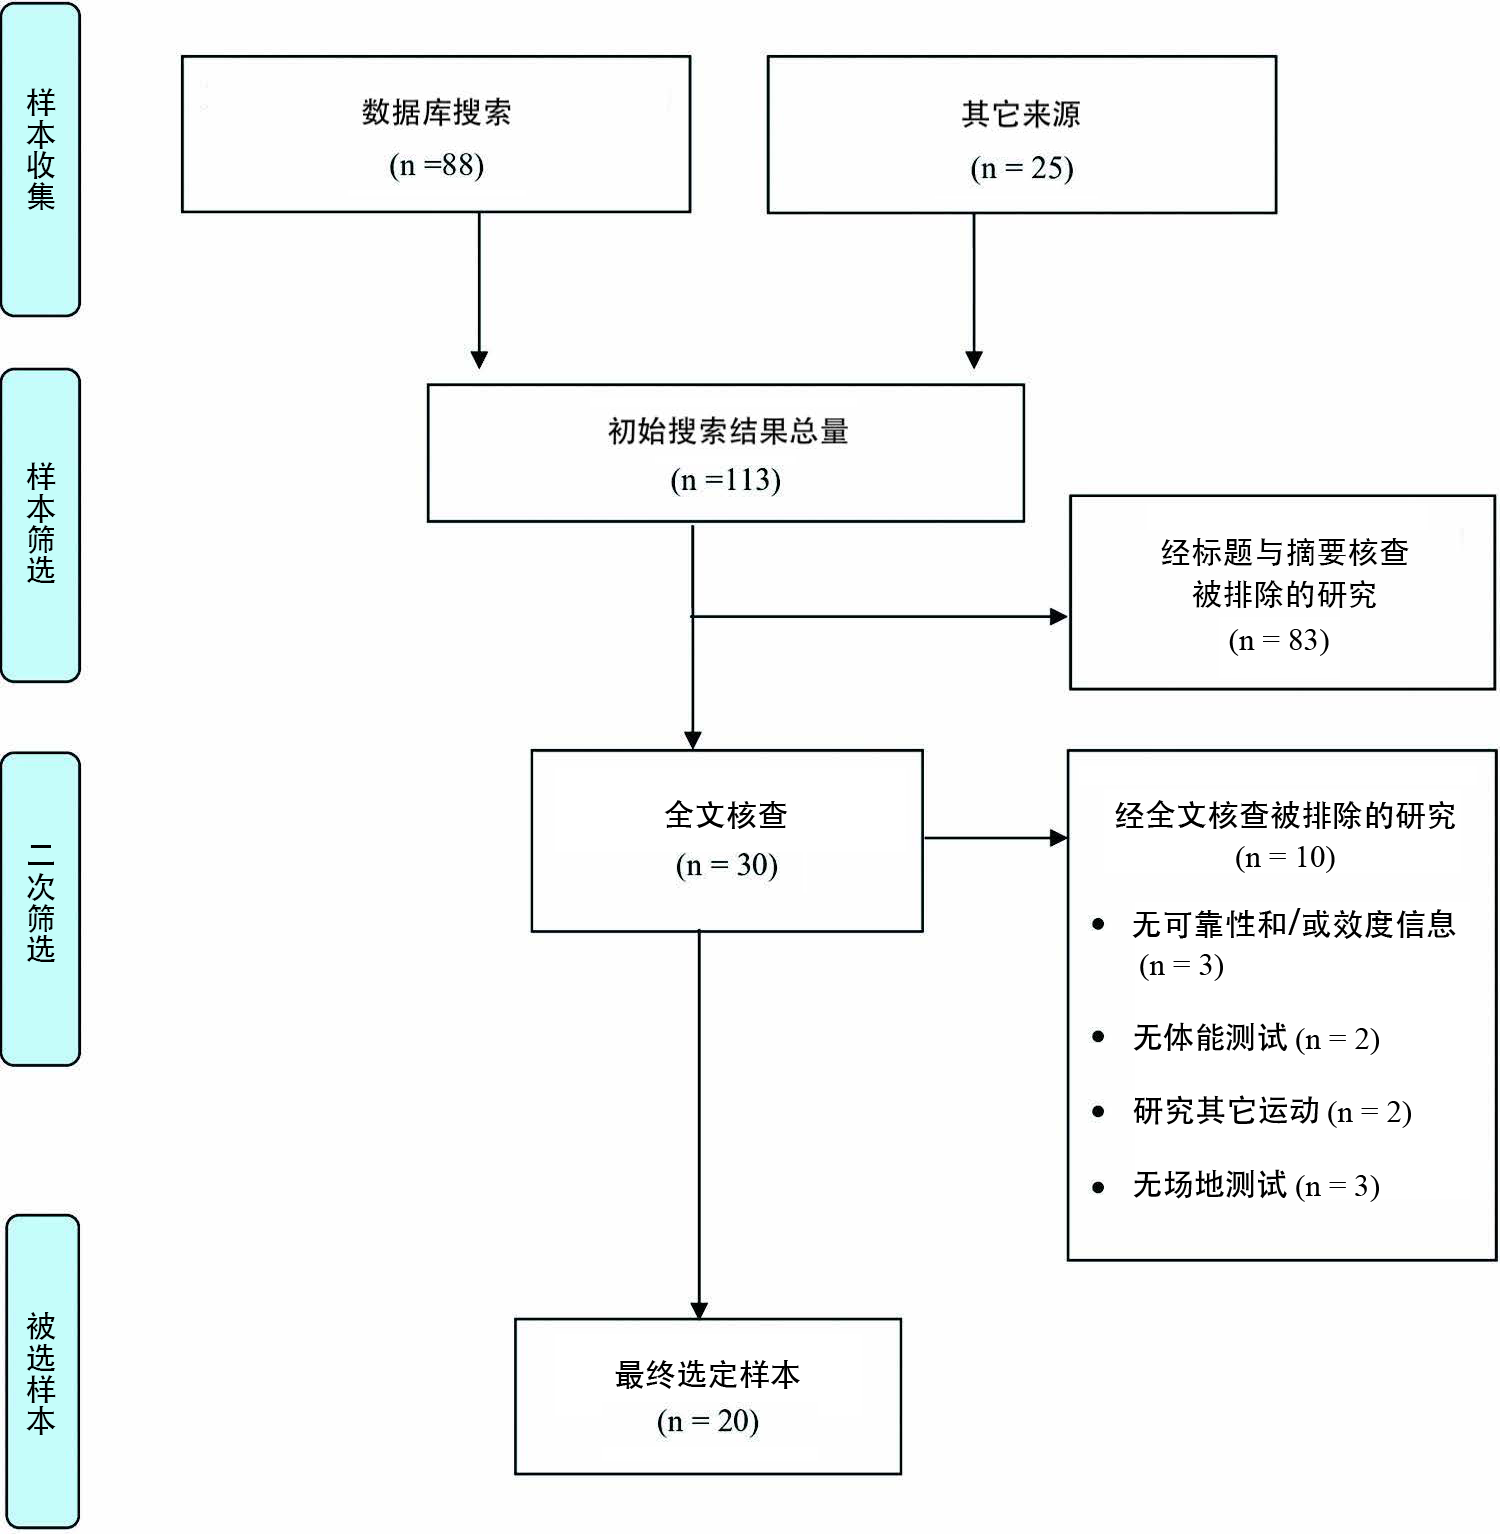 样本收集
数据库搜索
(n =88)
其它来源
(n = 25)
样本筛选
初始搜索结果总量
(n =113)
经标题与摘要核查
被排除的研究
(n = 83)
二次筛选
全文核查
(n = 30)
经全文核查被排除的研究
(n = 10)
• 无可靠性和/或效度信息
(n = 3)
• 无体能测试 (n = 2)
• 研究其它运动 (n = 2)
• 无场地测试 (n = 3)
被选样本
最终选定样本
(n = 20)